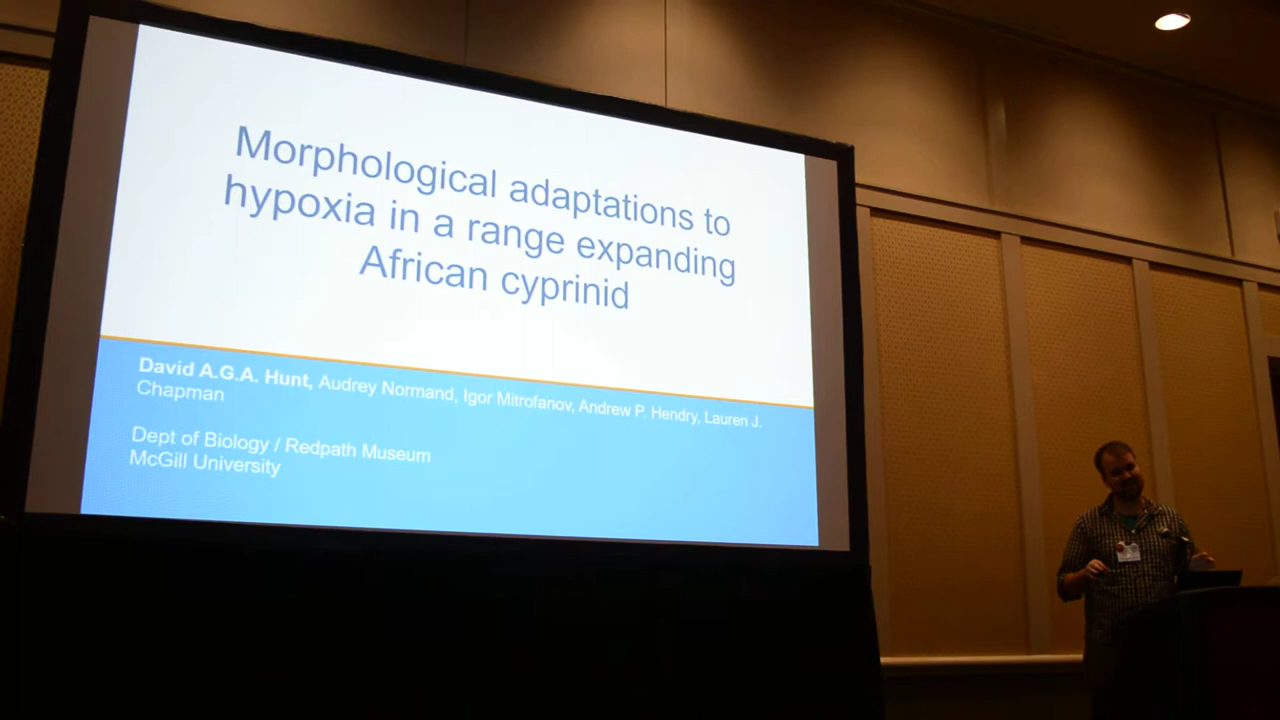 Morphological adaptations to
hypoxia in a range expanding
African cyprinid
David A.G.A. Hunt, Audrey Normand, Igor Mitrofanov, Andrew P. Hendry, Lauren J.
Chapman
Dept of Biology / Redpath Museum
McGill University